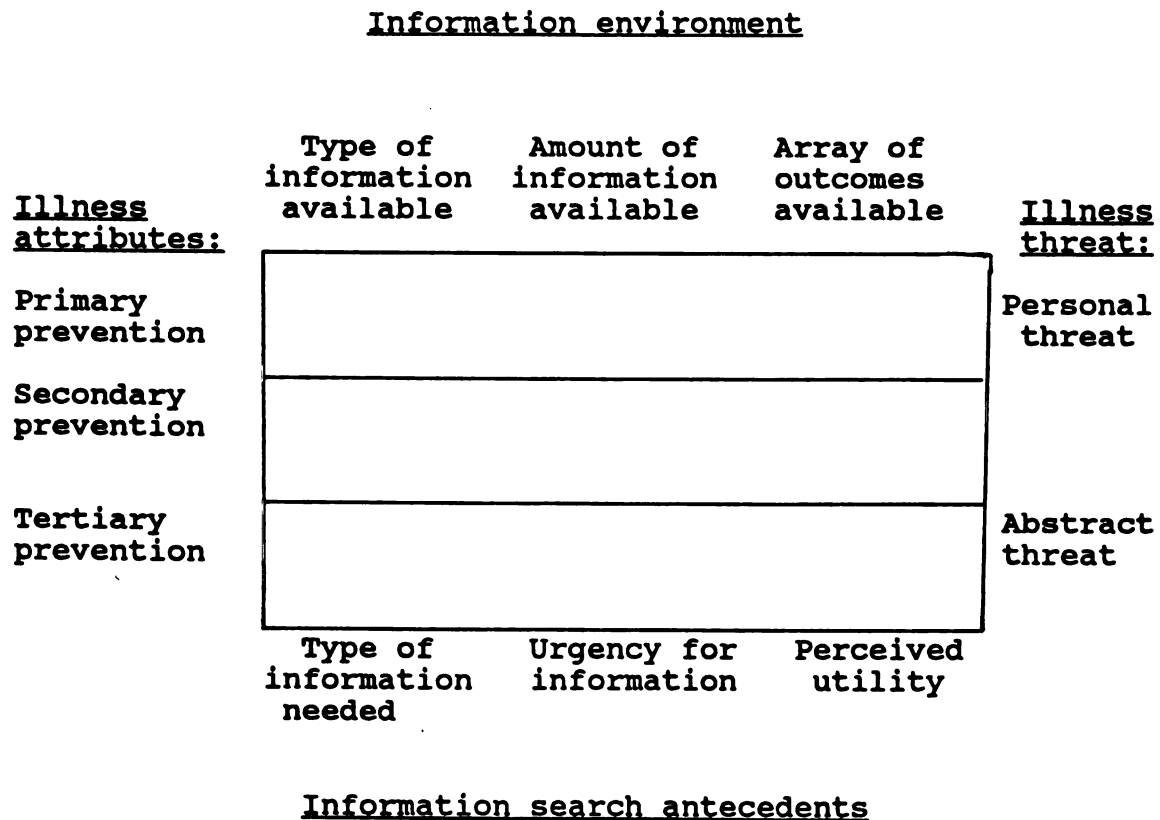 Information environment
Type of Amount of Array of
information information outcomes
available available available
Illness
attributes:
Illness
threat:
Primary
prevention
Personal
threat
Secondary
prevention
Tertiary
prevention
Abstract
threat
Type of Urgency for Perceived
information information utility
needed
Information search antecedents